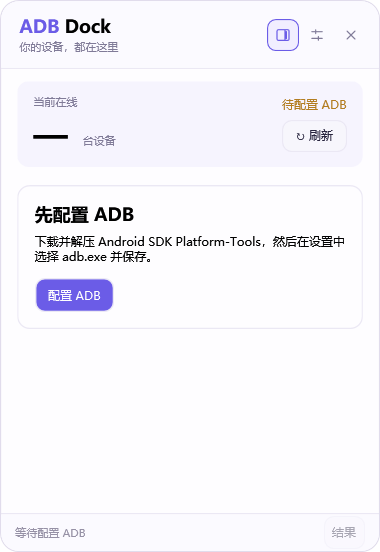 ADB Dock
你的设备，都在这里
当前在线
待配置 ADB
—— 台设备
↻ 刷新
先配置 ADB
下载并解压 Android SDK Platform-Tools，然后在设置中
选择 adb.exe 并保存。
配置 ADB
等待配置 ADB
结果